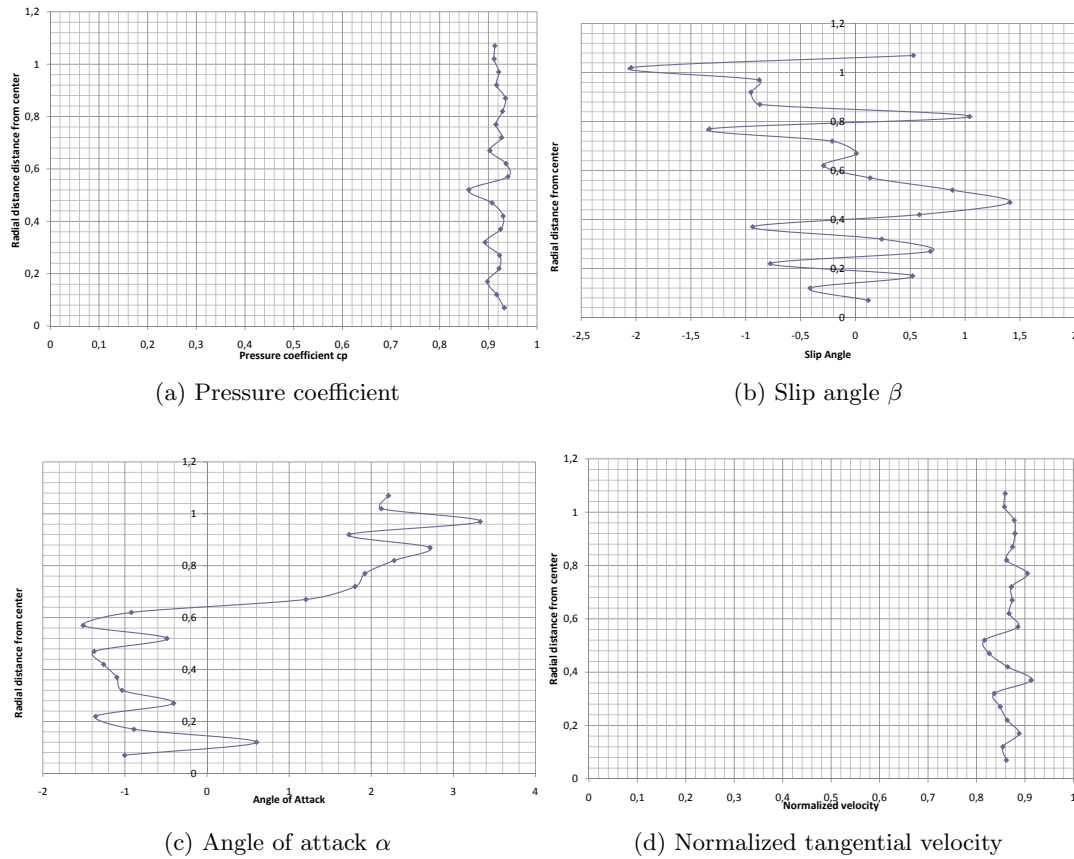 1,2
1
0,8
0,6
0,4
0,2
0
Radial distance distance from center
0 0,1 0,2 0,3 0,4 0,5 0,6 0,7 0,8 0,9 1
Pressure coefficient cp
(a) Pressure coefficient
1,2
1
0,8
0,6
0,4
0,2
0
Radial distance from center
-2,5 -2 -1,5 -1 -0,5 0 0,5 1 1,5 2
Slip Angle
(b) Slip angle β
1,2
1
0,8
0,6
0,4
0,2
0
Radial distance from center
-2 -1 0 1 2 3 4
Angle of Attack
(c) Angle of attack α
1,2
1
0,8
0,6
0,4
0,2
0
Radial distance from center
0 0,1 0,2 0,3 0,4 0,5 0,6 0,7 0,8 0,9 1
Normalized velocity
(d) Normalized tangential velocity